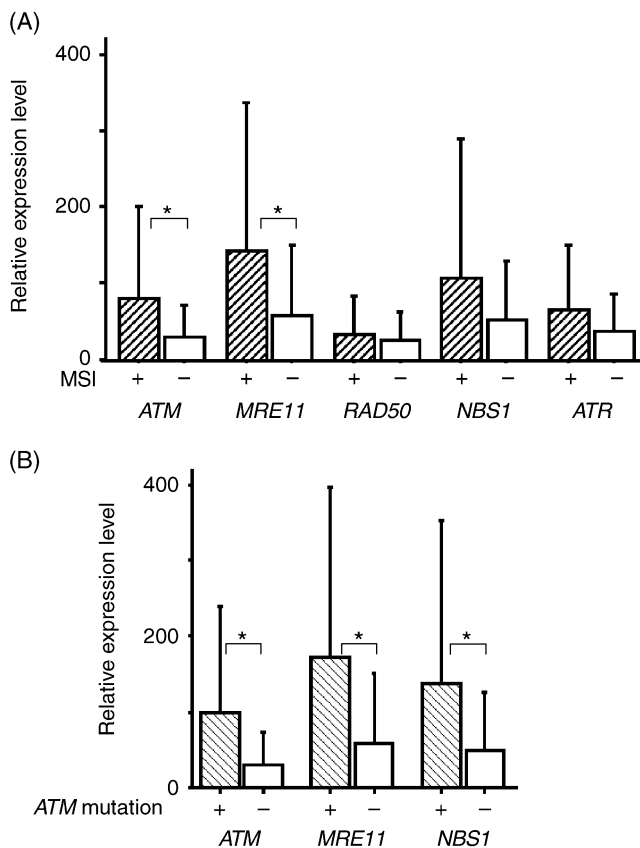 (A)
Relative expression level
400
200
0
* *
MSI + − + − + − + − + −
ATM MRE11 RAD50 NBS1 ATR
(B)
Relative expression level
400
200
0
* * *
ATM mutation + − + − + −
ATM MRE11 NBS1